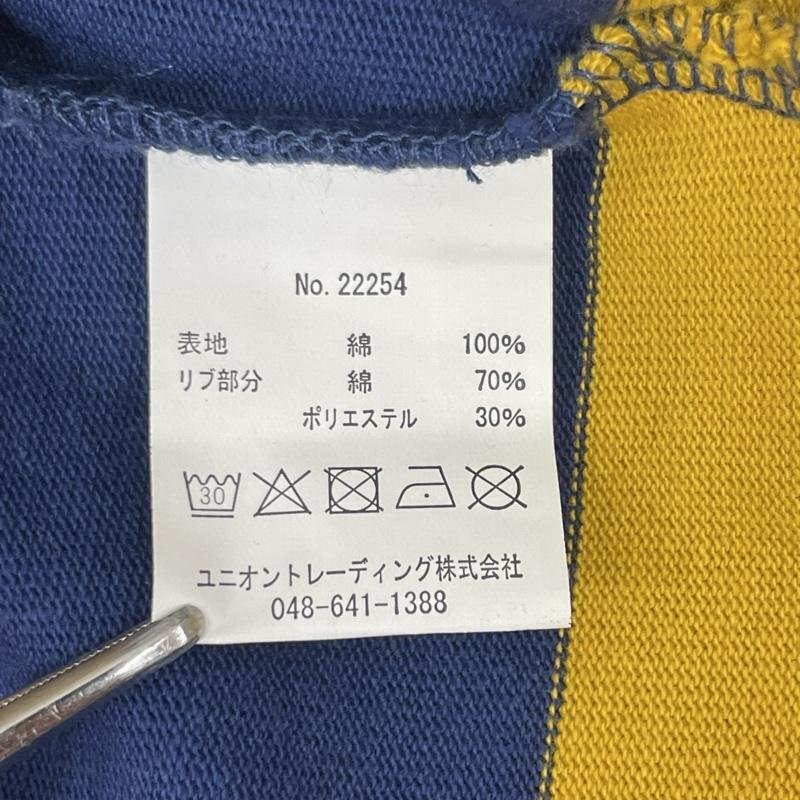 No. 22254
表地 綿 100%
リブ部分 綿 70%
ポリエステル 30%
30
ユニオントレーディング株式会社
048-641-1388